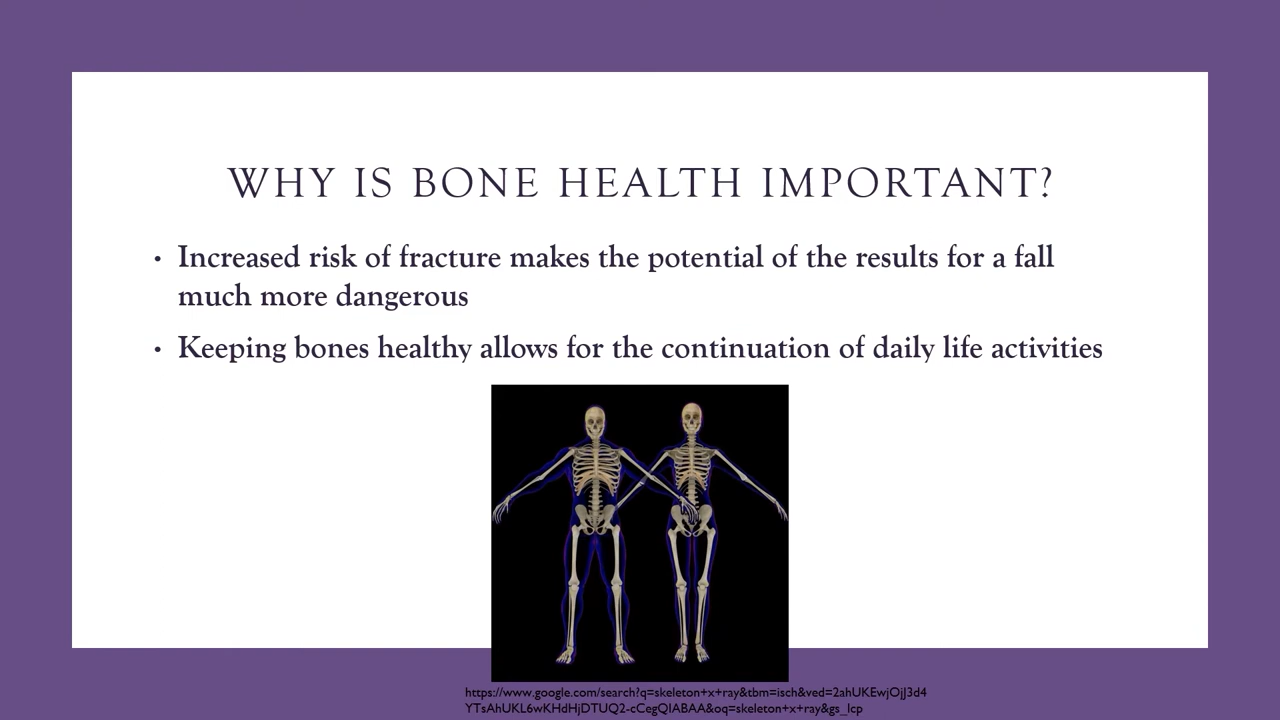 WHY IS BONE HEALTH IMPORTANT?
• Increased risk of fracture makes the potential of the results for a fall
much more dangerous
• Keeping bones healthy allows for the continuation of daily life activities
https://www.google.com/search?q=skeleton+x+ray&tbm=isch&ved=2ahUKEwjOjJ3d4
YTsAhUKL6wKHdHjDTUQ2-cCegQIABAA&oq=skeleton+x+ray&gs_lcp